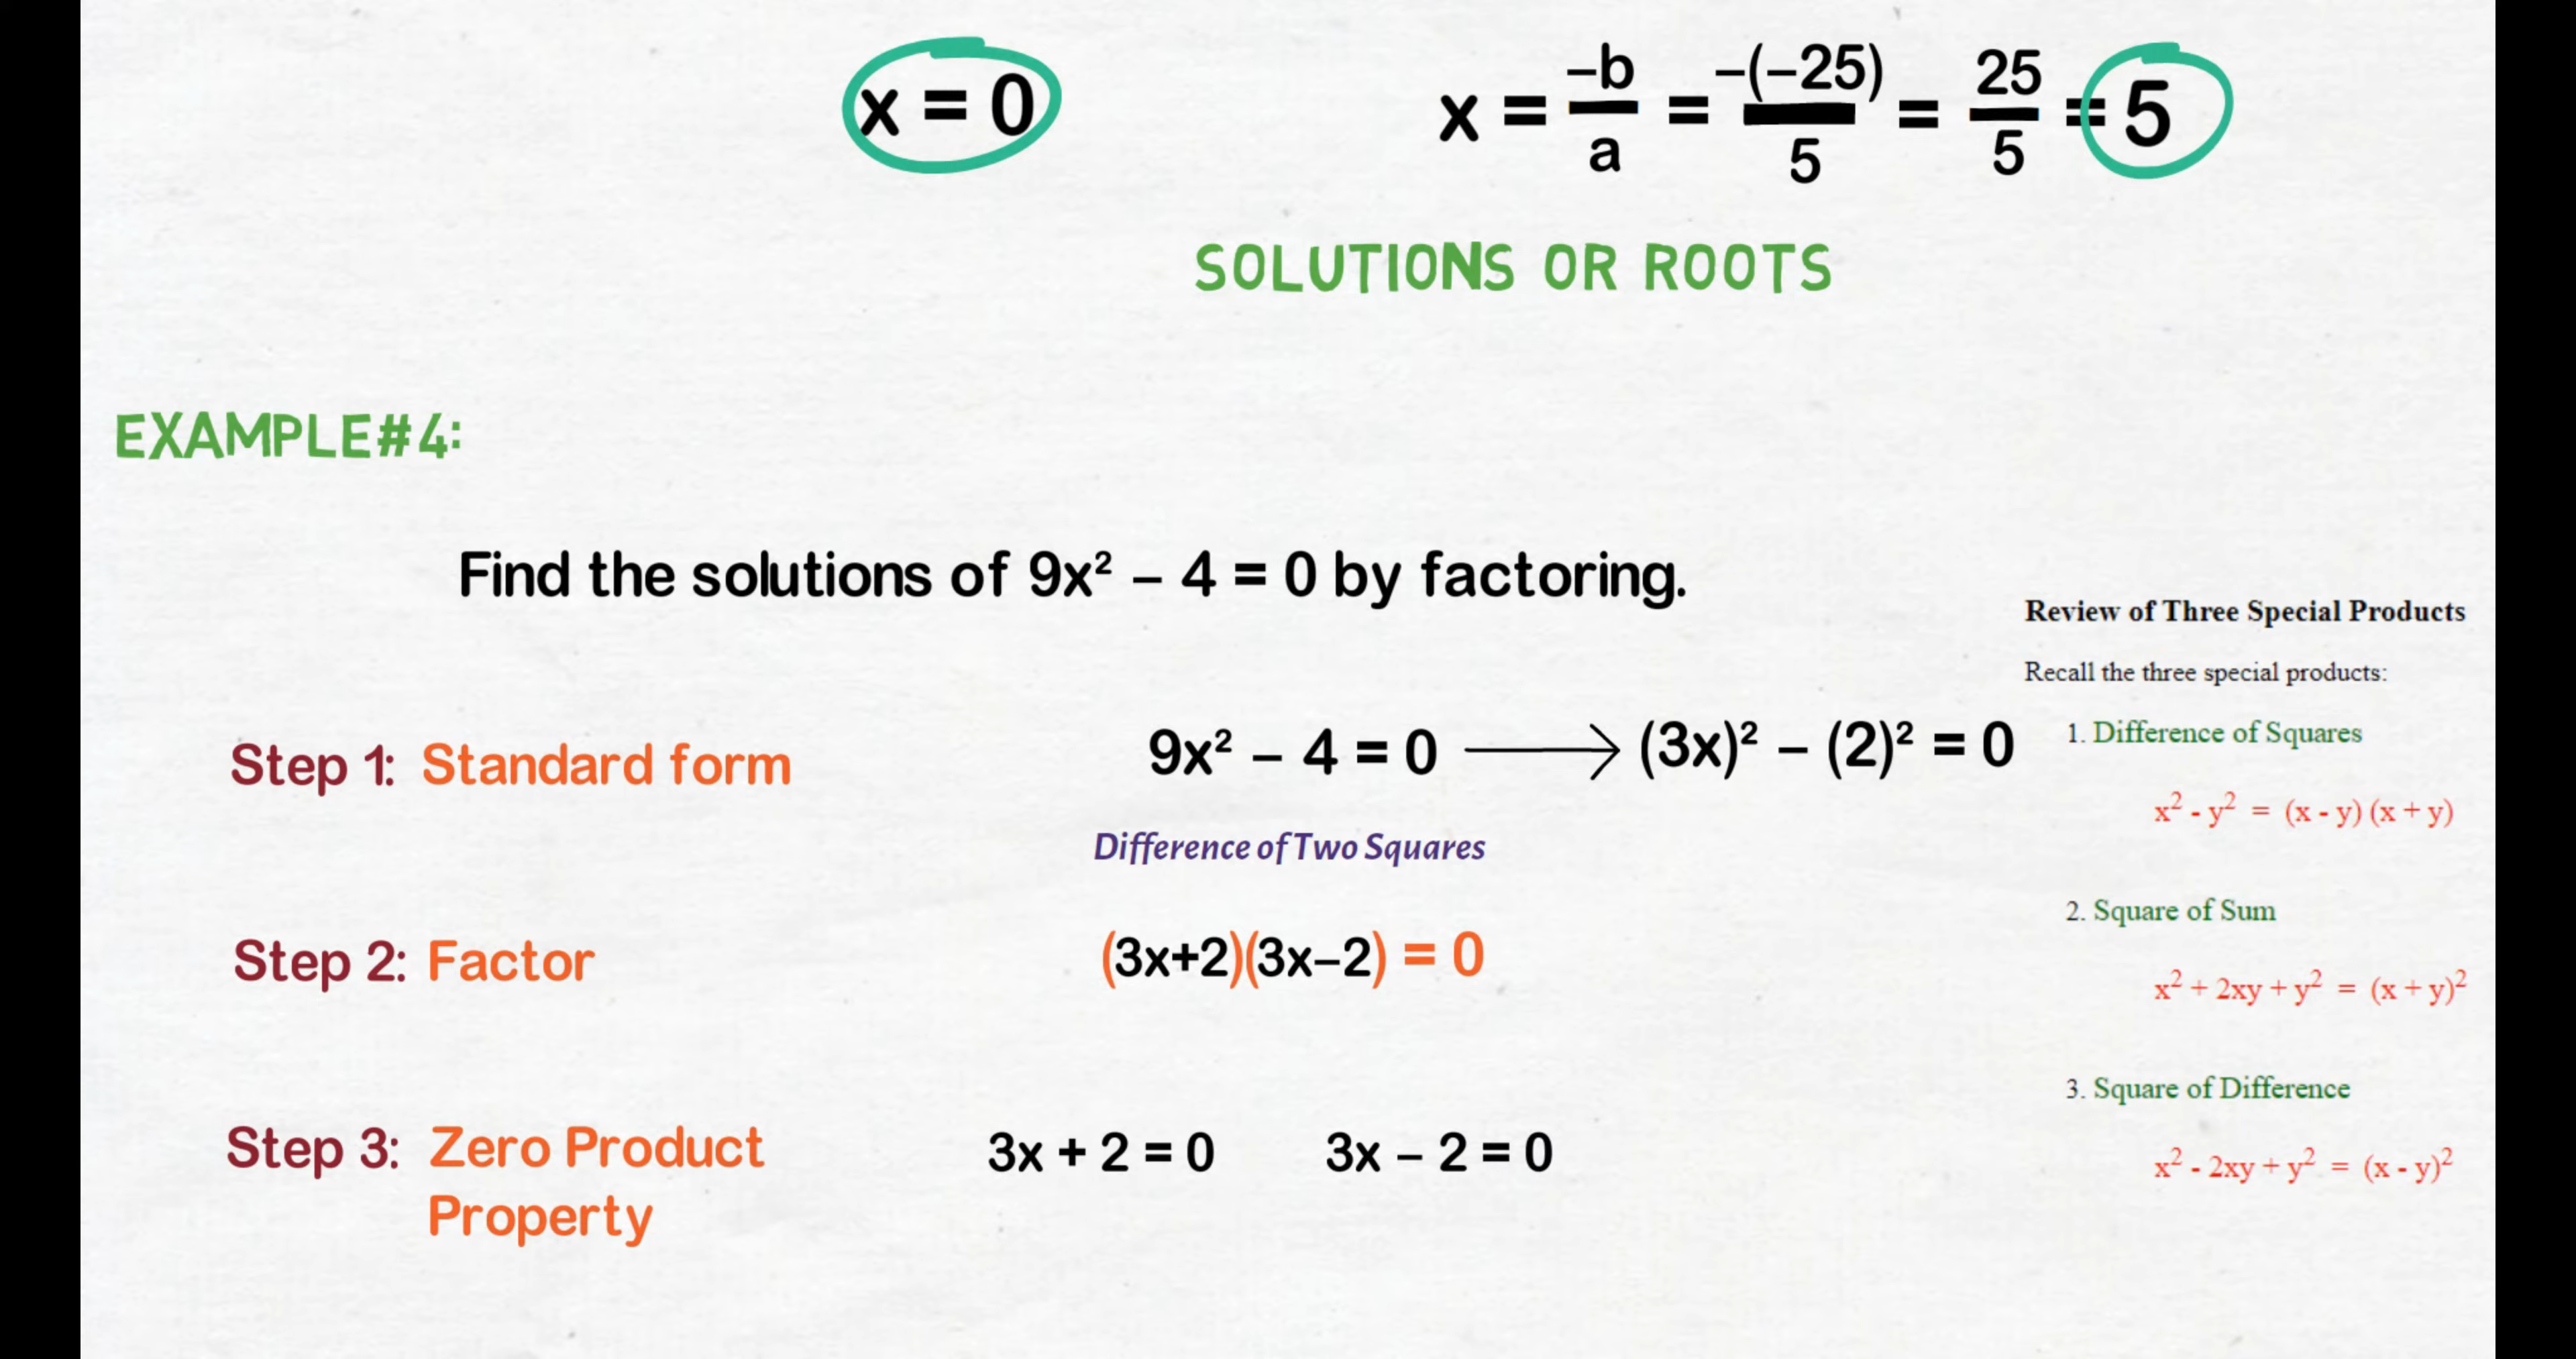 x = 0
x = –b/a = –(–25)/5 = 25/5 = 5
SOLUTIONS OR ROOTS
EXAMPLE#4:
Find the solutions of 9x² – 4 = 0 by factoring.
Step 1: Standard form
9x² – 4 = 0 ⟶ (3x)² – (2)² = 0
Difference of Two Squares
Step 2: Factor
(3x+2)(3x–2) = 0
Step 3: Zero Product
Property
3x + 2 = 0
3x – 2 = 0
Review of Three Special Products
Recall the three special products:
1. Difference of Squares
x² - y² = (x - y) (x + y)
2. Square of Sum
x² + 2xy + y² = (x + y)²
3. Square of Difference
x² - 2xy + y² = (x - y)²